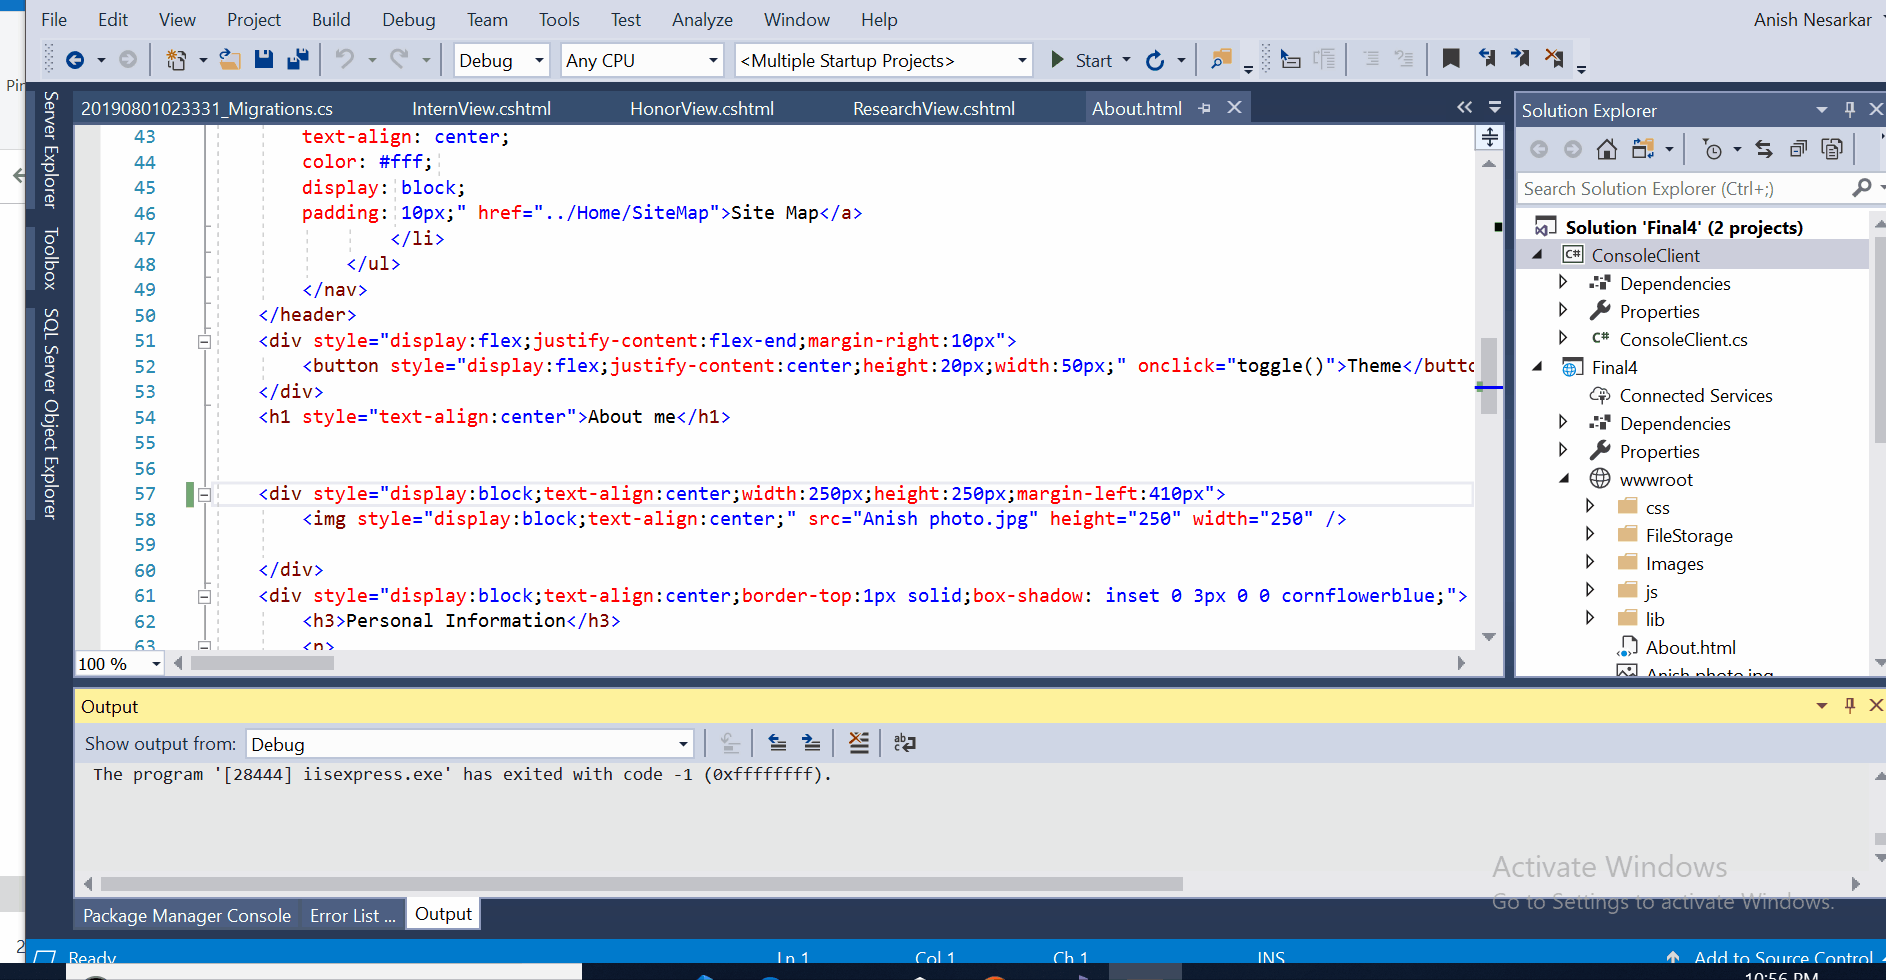 File Edit View Project Build Debug Team Tools Test Analyze Window Help Anish Nesarkar
Debug Any CPU <Multiple Startup Projects> Start
Pin
Server Explorer
Toolbox
SQL Server Object Explorer
20190801023331_Migrations.cs InternView.cshtml HonorView.cshtml ResearchView.cshtml About.html
43 text-align: center;
44 color: #fff;
45 display: block;
46 padding: 10px;" href="../Home/SiteMap">Site Map</a>
47 </li>
48 </ul>
49 </nav>
50 </header>
51 <div style="display:flex;justify-content:flex-end;margin-right:10px">
52 <button style="display:flex;justify-content:center;height:20px;width:50px;" onclick="toggle()">Theme</butto
53 </div>
54 <h1 style="text-align:center">About me</h1>
55
56
57 <div style="display:block;text-align:center;width:250px;height:250px;margin-left:410px">
58 <img style="display:block;text-align:center;" src="Anish photo.jpg" height="250" width="250" />
59
60 </div>
61 <div style="display:block;text-align:center;border-top:1px solid;box-shadow: inset 0 3px 0 0 cornflowerblue;">
62 <h3>Personal Information</h3>
63 <p>
100 %
Solution Explorer
Search Solution Explorer (Ctrl+;)
Solution 'Final4' (2 projects)
C# ConsoleClient
Dependencies
Properties
C# ConsoleClient.cs
Final4
Connected Services
Dependencies
Properties
wwwroot
css
FileStorage
Images
js
lib
About.html
Anish photo.jpg
Output
Show output from: Debug
The program '[28444] iisexpress.exe' has exited with code -1 (0xffffffff).
Activate Windows
Go to Settings to activate Windows.
Package Manager Console Error List ... Output
2
Ready Ln 1 Col 1 Ch 1 INS Add to Source Control
10:56 PM